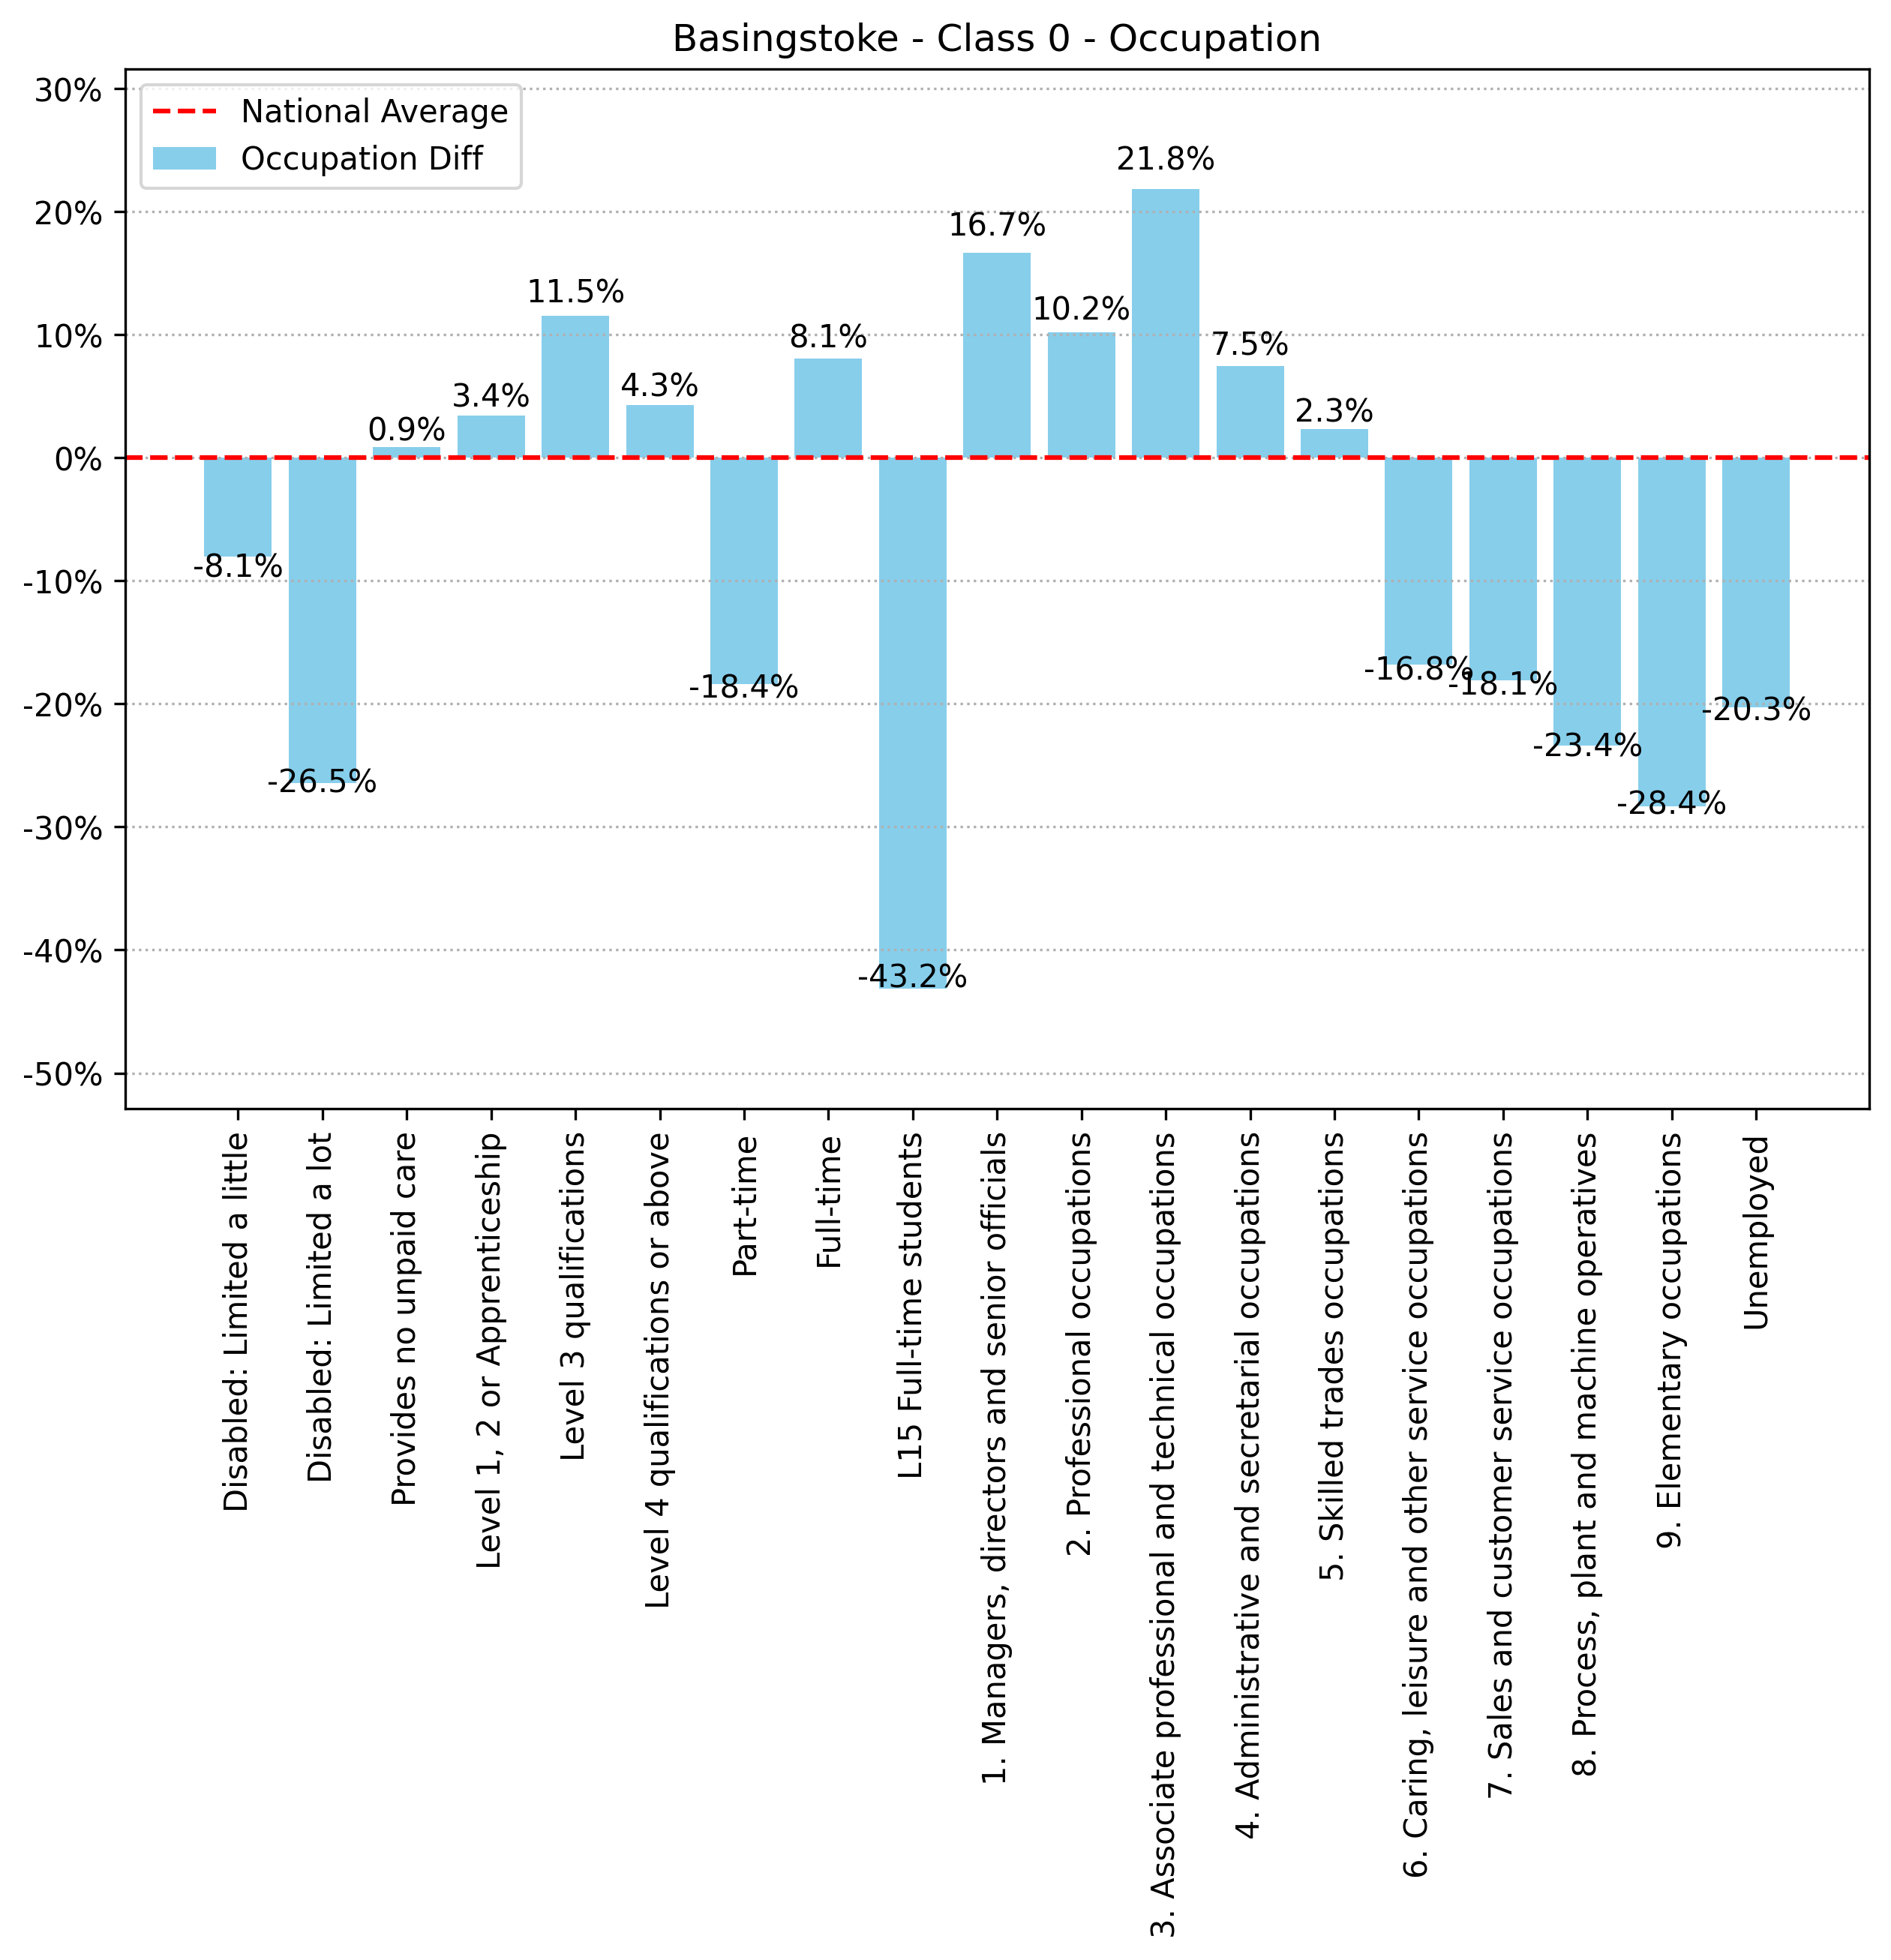 Basingstoke - Class 0 - Occupation
National Average
Occupation Diff
30%
20%
10%
0%
-10%
-20%
-30%
-40%
-50%
-8.1%
-26.5%
0.9%
3.4%
11.5%
4.3%
-18.4%
8.1%
-43.2%
16.7%
10.2%
21.8%
7.5%
2.3%
-16.8%
-18.1%
-23.4%
-28.4%
-20.3%
Disabled: Limited a little
Disabled: Limited a lot
Provides no unpaid care
Level 1, 2 or Apprenticeship
Level 3 qualifications
Level 4 qualifications or above
Part-time
Full-time
L15 Full-time students
1. Managers, directors and senior officials
2. Professional occupations
3. Associate professional and technical occupations
4. Administrative and secretarial occupations
5. Skilled trades occupations
6. Caring, leisure and other service occupations
7. Sales and customer service occupations
8. Process, plant and machine operatives
9. Elementary occupations
Unemployed